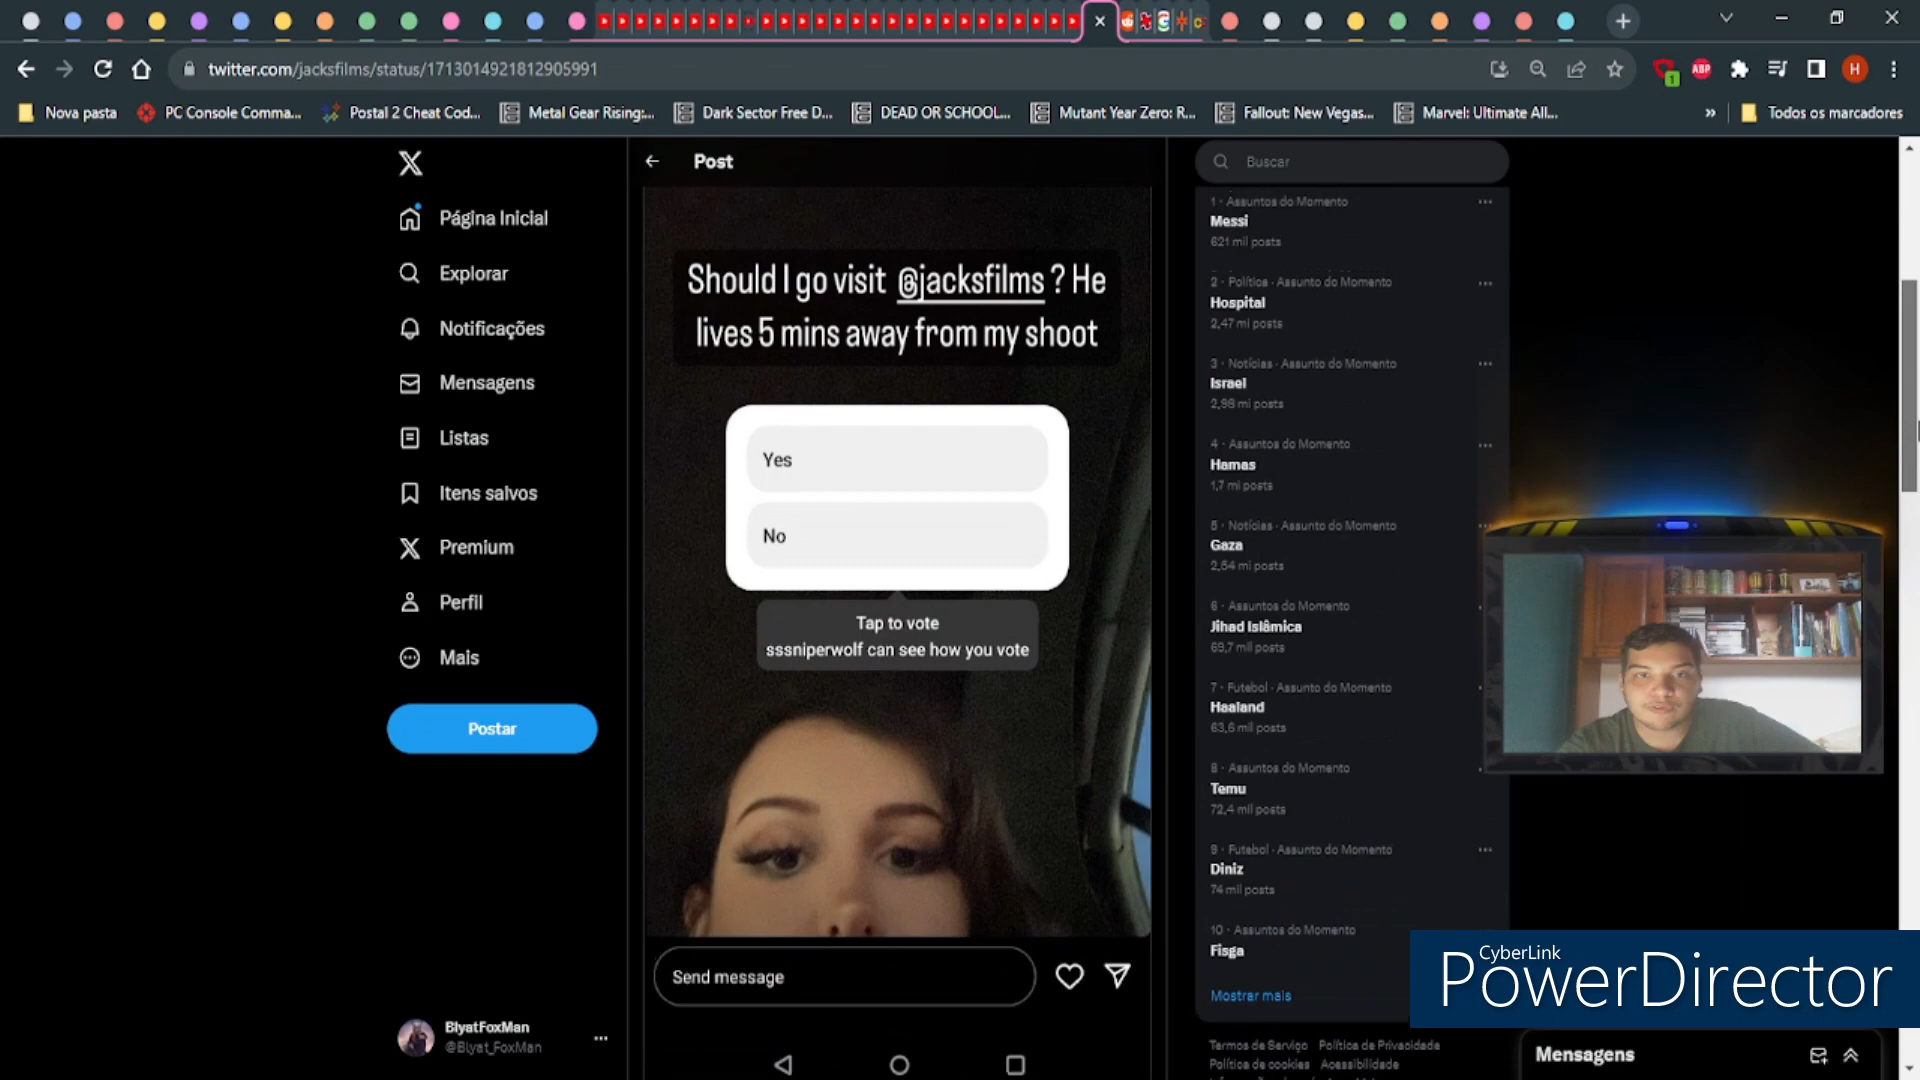 twitter.com/jacksfilms/status/1713014921812905991
ABP
1
H
Nova pasta
PC Console Comma...
Postal 2 Cheat Cod...
Metal Gear Rising:...
Dark Sector Free D...
DEAD OR SCHOOL...
Mutant Year Zero: R...
Fallout: New Vegas...
Marvel: Ultimate All...
»
Todos os marcadores
Página Inicial
Explorar
Notificações
Mensagens
Listas
Itens salvos
Premium
Perfil
Mais
Postar
BlyatFoxMan
@Blyat_FoxMan
Post
Should I go visit @jacksfilms ? He
lives 5 mins away from my shoot
Yes
No
Tap to vote
sssniperwolf can see how you vote
Send message
Buscar
1 · Assuntos do Momento
Messi
621 mil posts
2 · Política · Assunto do Momento
Hospital
2,47 mi posts
3 · Notícias · Assunto do Momento
Israel
2,98 mi posts
4 · Assuntos do Momento
Hamas
1,7 mi posts
5 · Notícias · Assunto do Momento
Gaza
2,54 mi posts
6 · Assuntos do Momento
Jihad Islâmica
69,7 mil posts
7 · Futebol · Assunto do Momento
Haaland
63,6 mil posts
8 · Assuntos do Momento
Temu
72,4 mil posts
9 · Futebol · Assunto do Momento
Diniz
74 mil posts
10 · Assuntos do Momento
Fisga
Mostrar mais
Termos de Serviço Política de Privacidade
Política de cookies Acessibilidade
CyberLink
PowerDirector
Mensagens